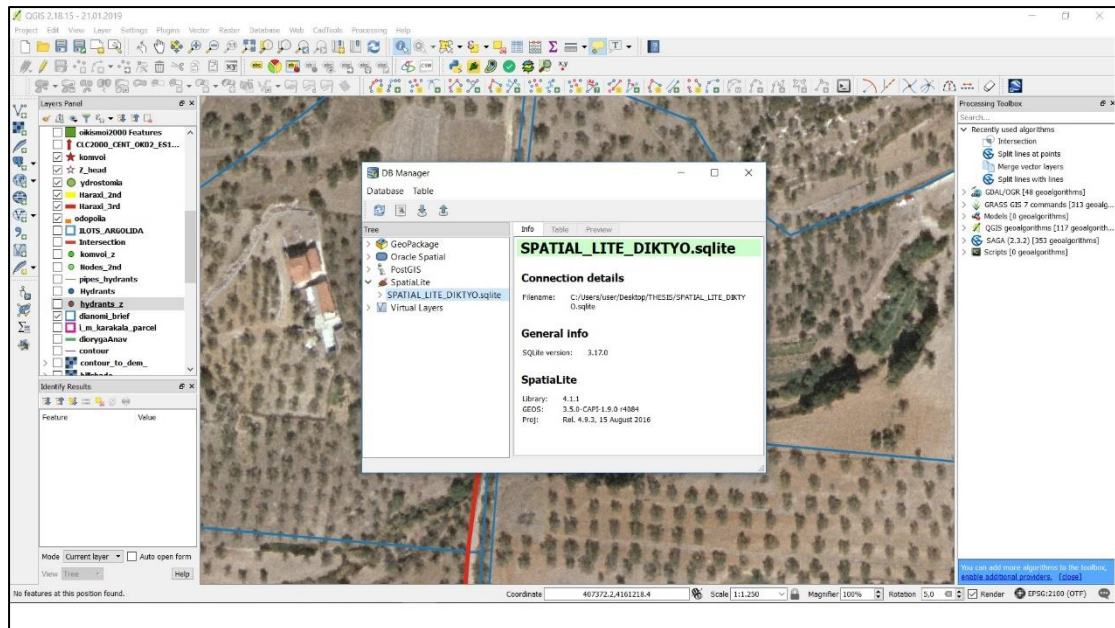 QGIS 2.18.15 - 21.01.2019
Project Edit View Layer Settings Plugins Vector Raster Database Web CadTools Processing Help
Layers Panel
oikismoi2000 Features
CLC2000_CENT_OK02_ES1...
komvoi
Z_head
ydrostomia
Haraxi_2nd
Haraxi_3rd
odopoiia
ILOTS_ARGOLIDA
Intersection
komvoi_z
Nodes_2nd
pipes_hydrants
Hydrants
hydrants_z
dianomi_brief
i_m_karakala_parcel
diorygaAnav
contour
contour_to_dem_
hillshade
Identify Results
Feature Value
Mode Current layer Auto open form
View Tree Help
No features at this position found.
DB Manager
Database Table
Tree
GeoPackage
Oracle Spatial
PostGIS
SpatiaLite
SPATIAL_LITE_DIKTYO.sqlite
Virtual Layers
Info Table Preview
SPATIAL_LITE_DIKTYO.sqlite
Connection details
Filename: C:/Users/user/Desktop/THESIS/SPATIAL_LITE_DIKTY
O.sqlite
General info
SQLite version: 3.17.0
SpatiaLite
Library: 4.1.1
GEOS: 3.5.0-CAPI-1.9.0 r4084
Proj: Rel. 4.9.3, 15 August 2016
Processing Toolbox
Search...
Recently used algorithms
Intersection
Split lines at points
Merge vector layers
Split lines with lines
GDAL/OGR [48 geoalgorithms]
GRASS GIS 7 commands [313 geoalg...
Models [0 geoalgorithms]
QGIS geoalgorithms [117 geoalgorith...
SAGA (2.3.2) [353 geoalgorithms]
Scripts [0 geoalgorithms]
You can add more algorithms to the toolbox,
enable additional providers. [close]
Coordinate 407372.2,4161218.4 Scale 1:1.250 Magnifier 100% Rotation 5,0 Render EPSG:2100 (OTF)